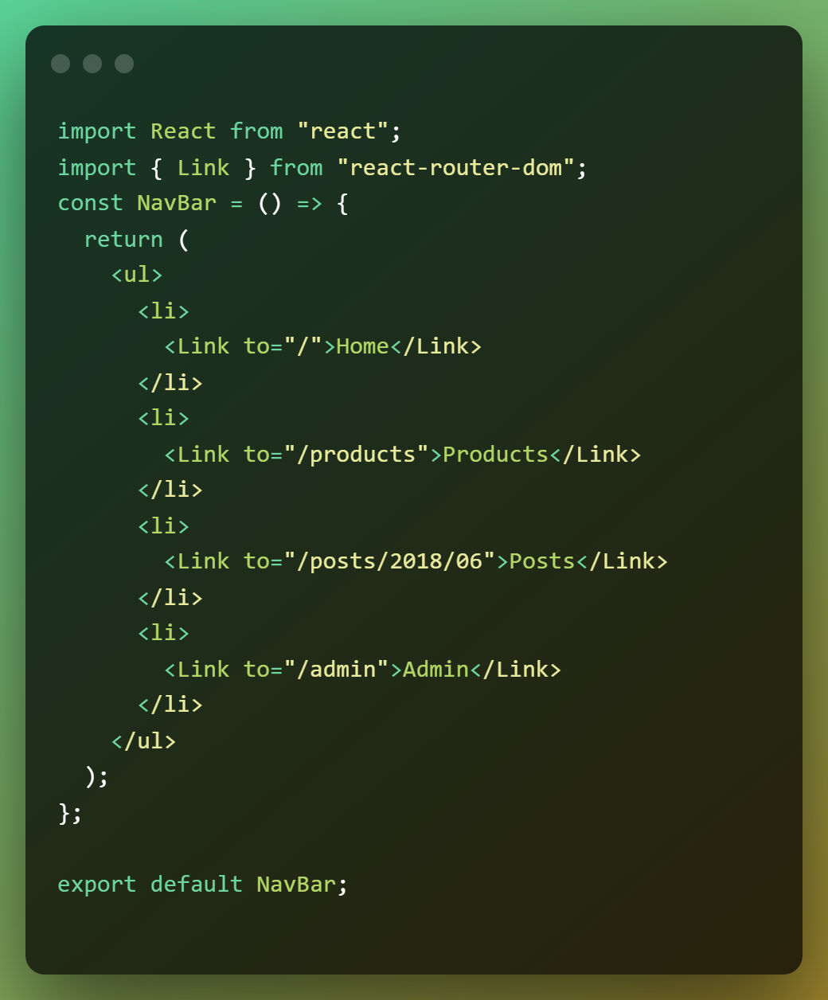 import React from "react";
import { Link } from "react-router-dom";
const NavBar = () => {
  return (
    <ul>
      <li>
        <Link to="/">Home</Link>
      </li>
      <li>
        <Link to="/products">Products</Link>
      </li>
      <li>
        <Link to="/posts/2018/06">Posts</Link>
      </li>
      <li>
        <Link to="/admin">Admin</Link>
      </li>
    </ul>
  );
};

export default NavBar;